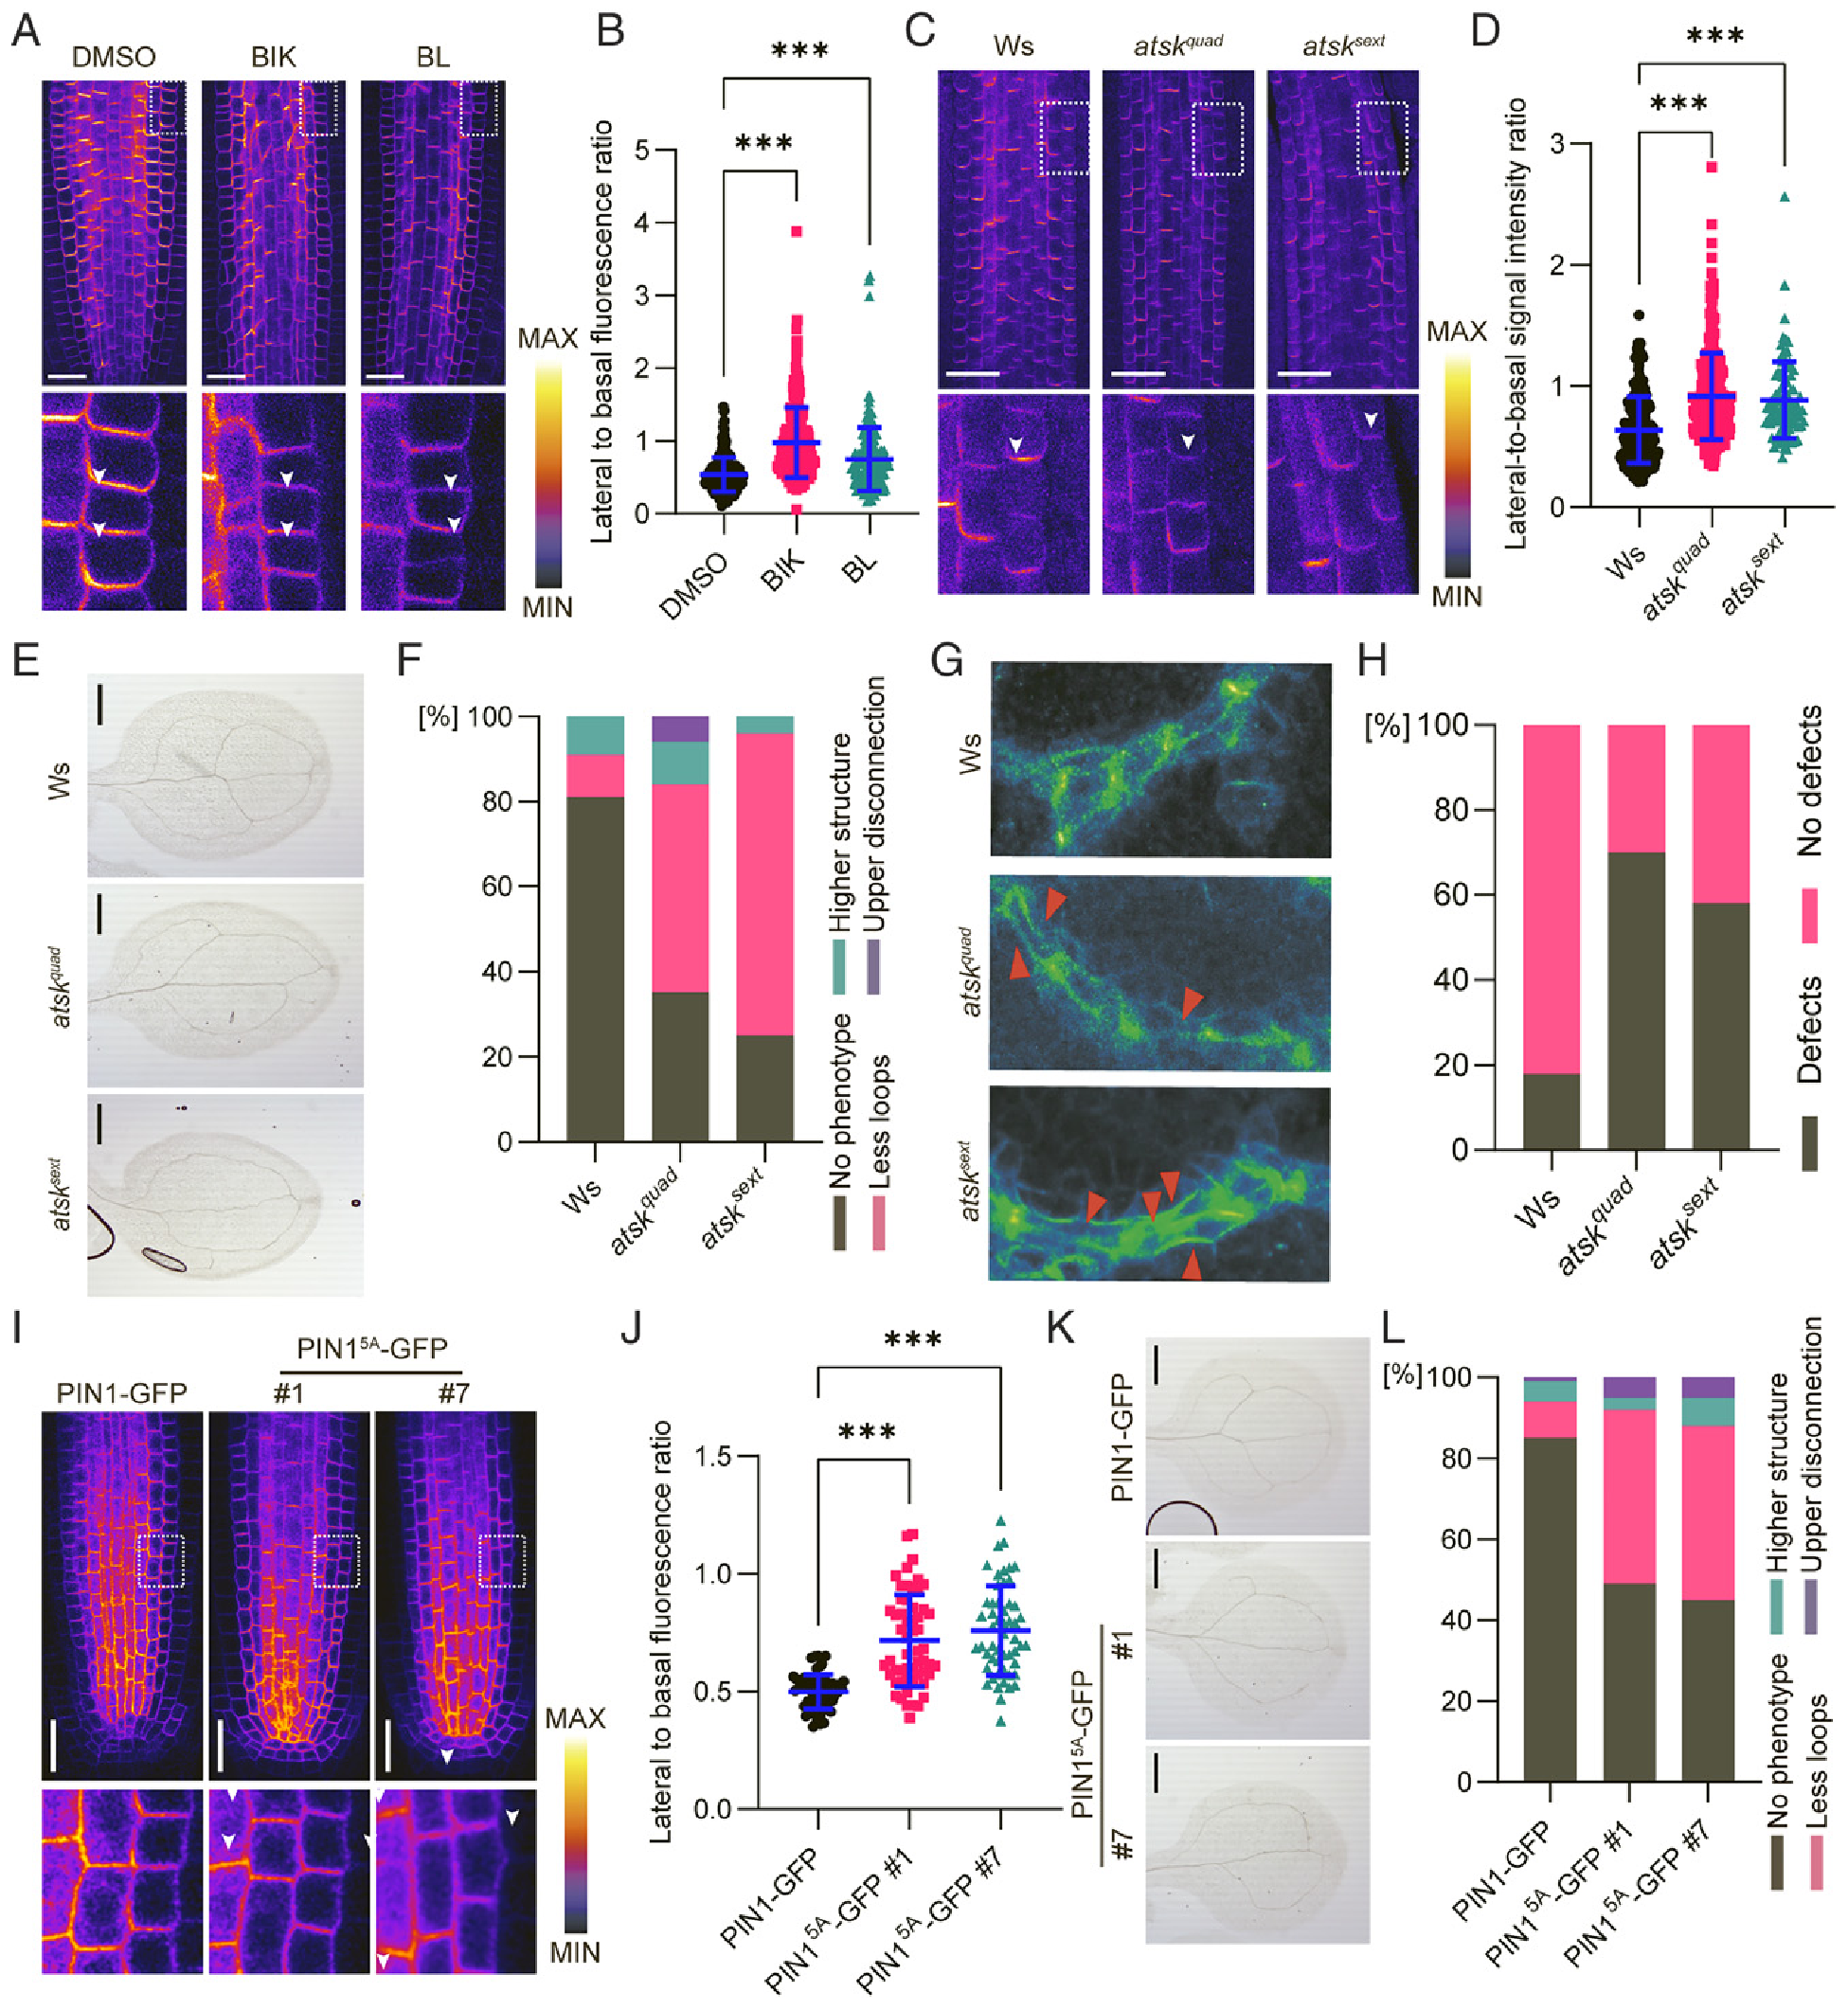 A
DMSO
BIK
BL
MAX
MIN
B
***
***
Lateral to basal fluorescence ratio
5
4
3
2
1
0
DMSO
BIK
BL
C
Ws
atsk^quad
atsk^sext
MAX
MIN
D
***
***
Lateral-to-basal signal intensity ratio
3
2
1
0
Ws
atsk^quad
atsk^sext
E
Ws
atsk^quad
atsk^sext
F
[%]
100
80
60
40
20
0
Ws
atsk^quad
atsk^sext
No phenotype
Higher structure
Less loops
Upper disconnection
G
Ws
atsk^quad
atsk^sext
H
[%]
100
80
60
40
20
0
Ws
atsk^quad
atsk^sext
Defects
No defects
I
PIN1^5A-GFP
PIN1-GFP
#1
#7
MAX
MIN
J
***
***
Lateral to basal fluorescence ratio
1.5
1.0
0.5
0.0
PIN1-GFP
PIN1^5A-GFP #1
PIN1^5A-GFP #7
K
PIN1-GFP
PIN1^5A-GFP
#1
#7
L
[%]
100
80
60
40
20
0
PIN1-GFP
PIN1^5A-GFP #1
PIN1^5A-GFP #7
No phenotype
Higher structure
Less loops
Upper disconnection